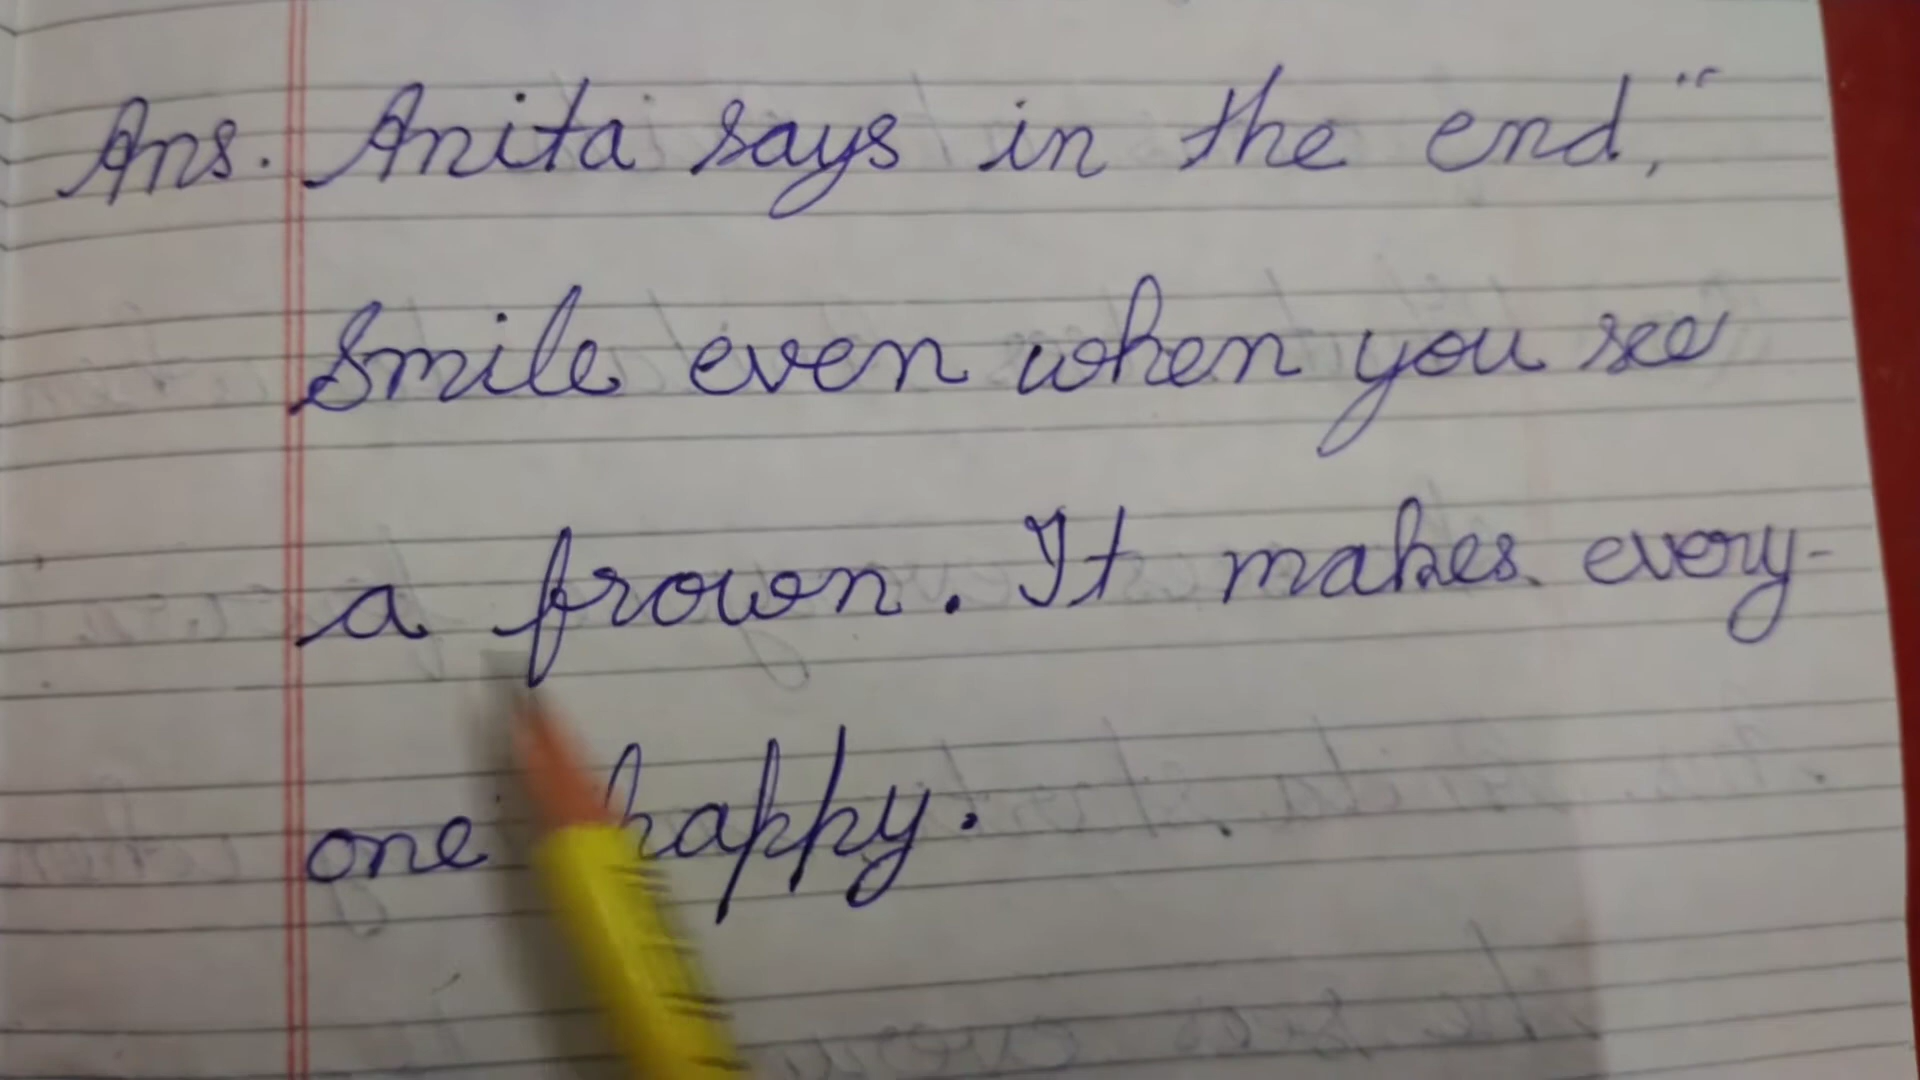 Ans. Anita says in the end, "
Smile even when you see
a frown. It makes every-
one happy.